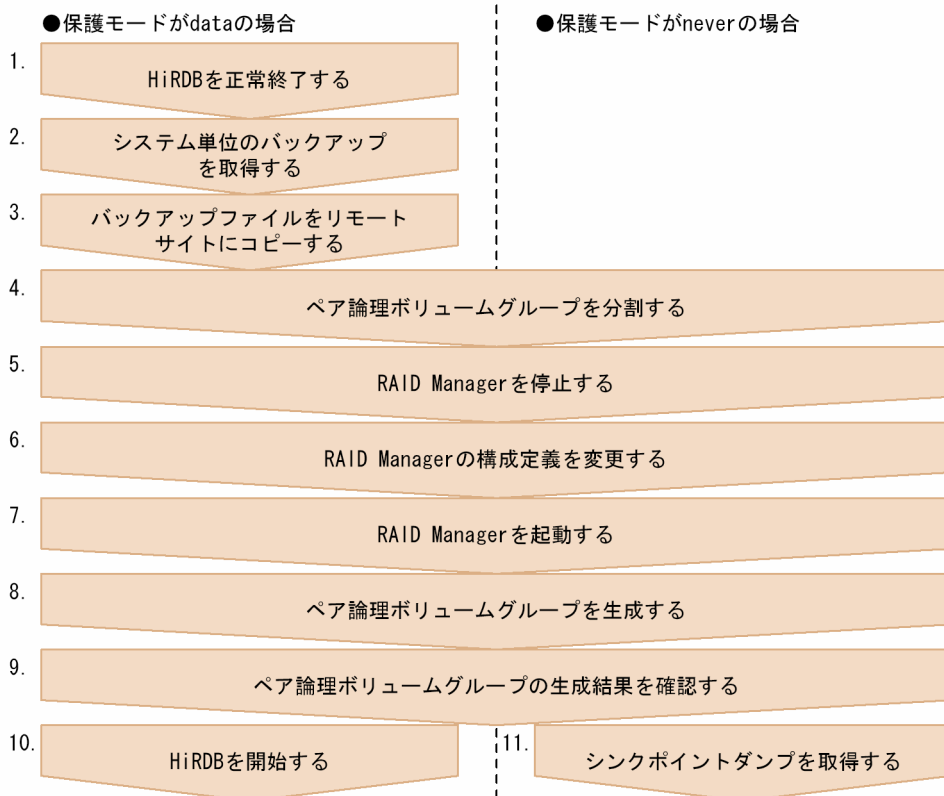 ●保護モードがdataの場合
●保護モードがneverの場合
1.
HiRDBを正常終了する
2.
システム単位のバックアップ
を取得する
3.
バックアップファイルをリモート
サイトにコピーする
4.
ペア論理ボリュームグループを分割する
5.
RAID Managerを停止する
6.
RAID Managerの構成定義を変更する
7.
RAID Managerを起動する
8.
ペア論理ボリュームグループを生成する
9.
ペア論理ボリュームグループの生成結果を確認する
10.
HiRDBを開始する
11.
シンクポイントダンプを取得する